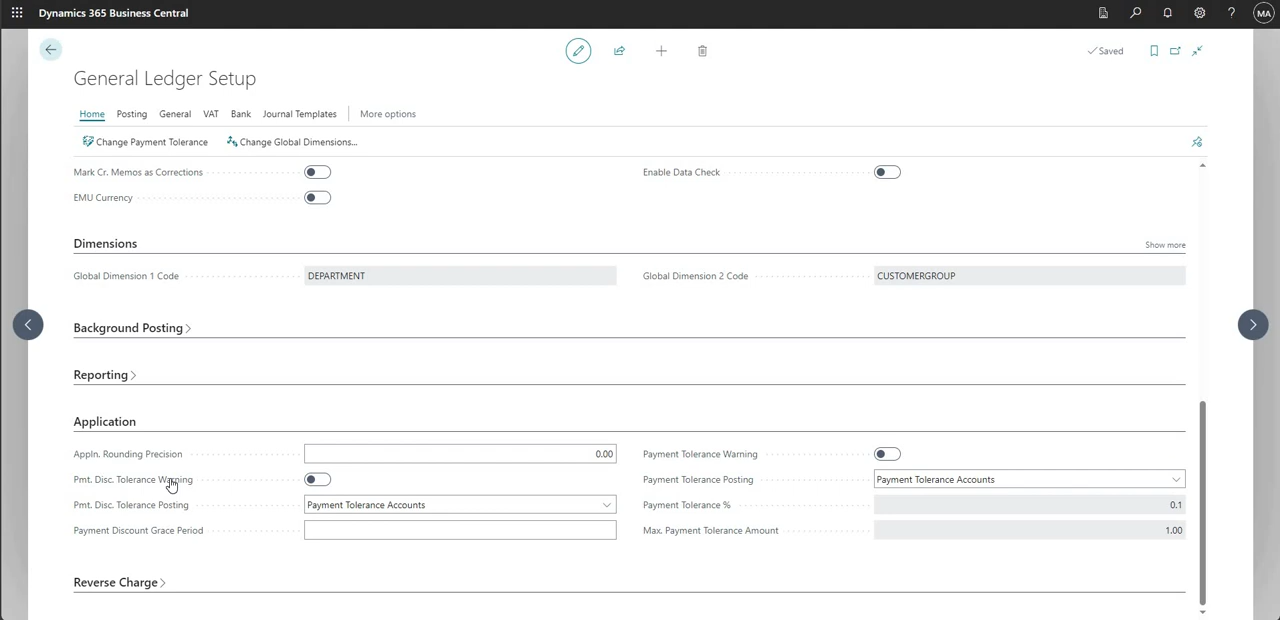 Dynamics 365 Business Central
MA
Saved
General Ledger Setup
Home Posting General VAT Bank Journal Templates More options
Change Payment Tolerance Change Global Dimensions...
Mark Cr. Memos as Corrections Enable Data Check
EMU Currency
Dimensions Show more
Global Dimension 1 Code DEPARTMENT Global Dimension 2 Code CUSTOMERGROUP
Background Posting
Reporting
Application
Appln. Rounding Precision 0.00 Payment Tolerance Warning
Pmt. Disc. Tolerance Warning Payment Tolerance Posting Payment Tolerance Accounts
Pmt. Disc. Tolerance Posting Payment Tolerance Accounts Payment Tolerance % 0.1
Payment Discount Grace Period Max. Payment Tolerance Amount 1.00
Reverse Charge